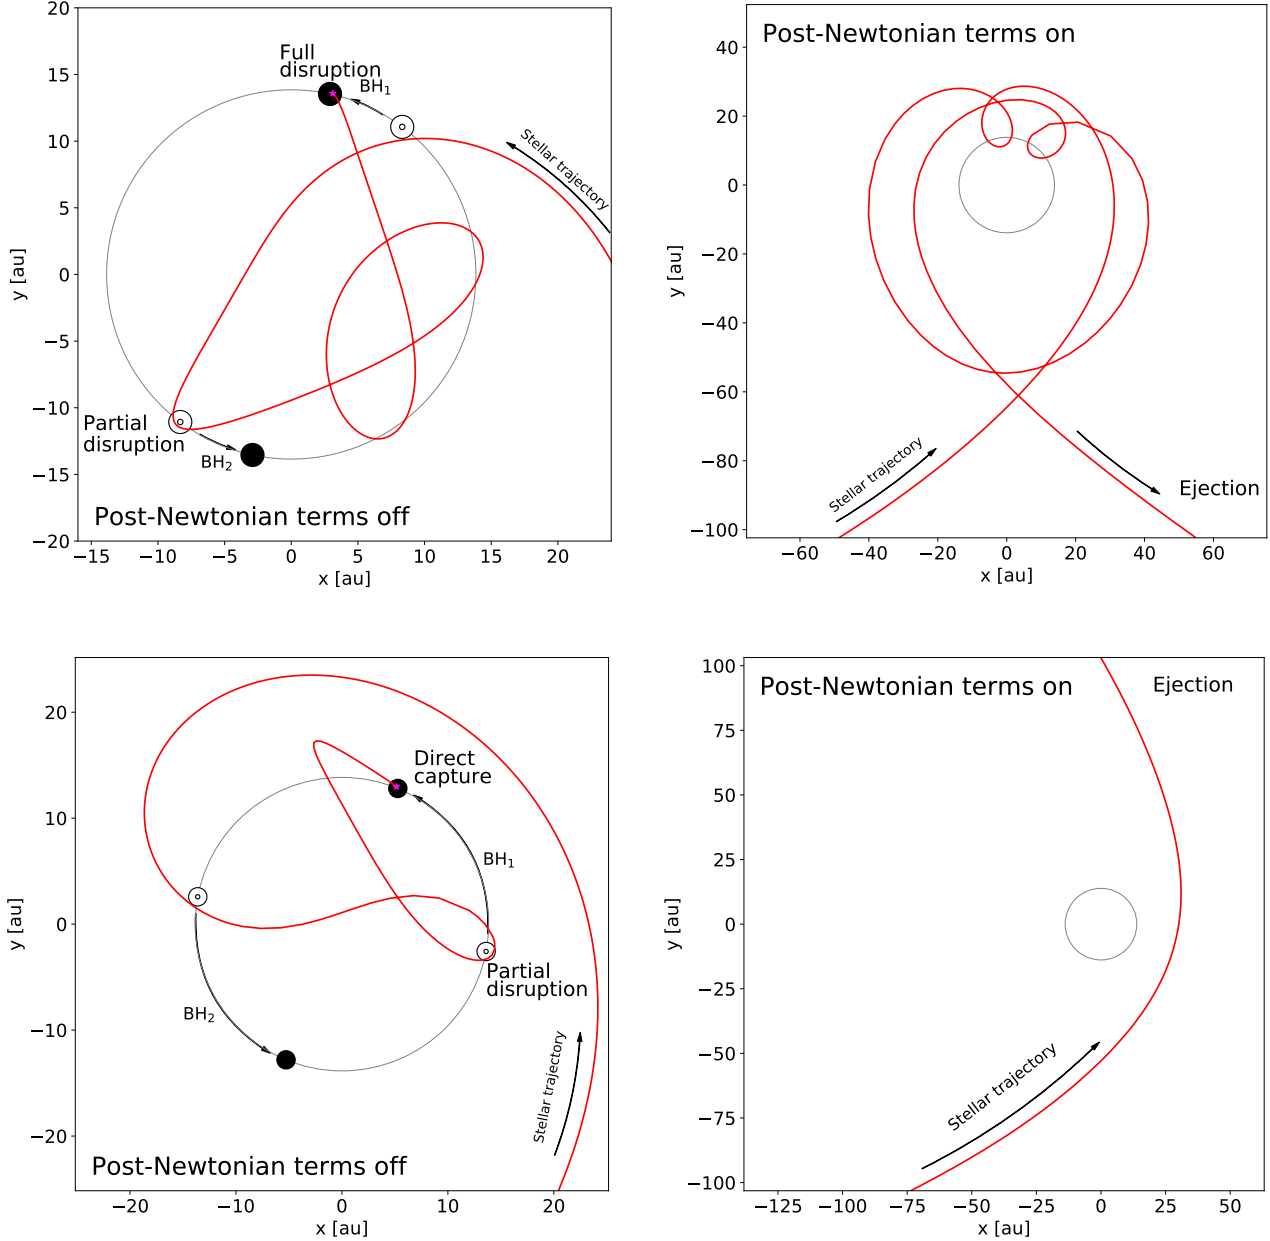 20
15
10
5
0
−5
−10
−15
−20
y [au]
Full
disruption
BH1
Stellar trajectory
Partial
disruption
BH2
Post-Newtonian terms off
−15 −10 −5 0 5 10 15 20
x [au]
Post-Newtonian terms on
40
20
0
−20
−40
−60
−80
−100
y [au]
Stellar trajectory
Ejection
−60 −40 −20 0 20 40 60
x [au]
20
10
0
−10
−20
y [au]
Direct
capture
BH1
Partial
disruption
BH2
Stellar trajectory
Post-Newtonian terms off
−20 −10 0 10 20
x [au]
Post-Newtonian terms on
Ejection
100
75
50
25
0
−25
−50
−75
−100
y [au]
Stellar trajectory
−125 −100 −75 −50 −25 0 25 50
x [au]